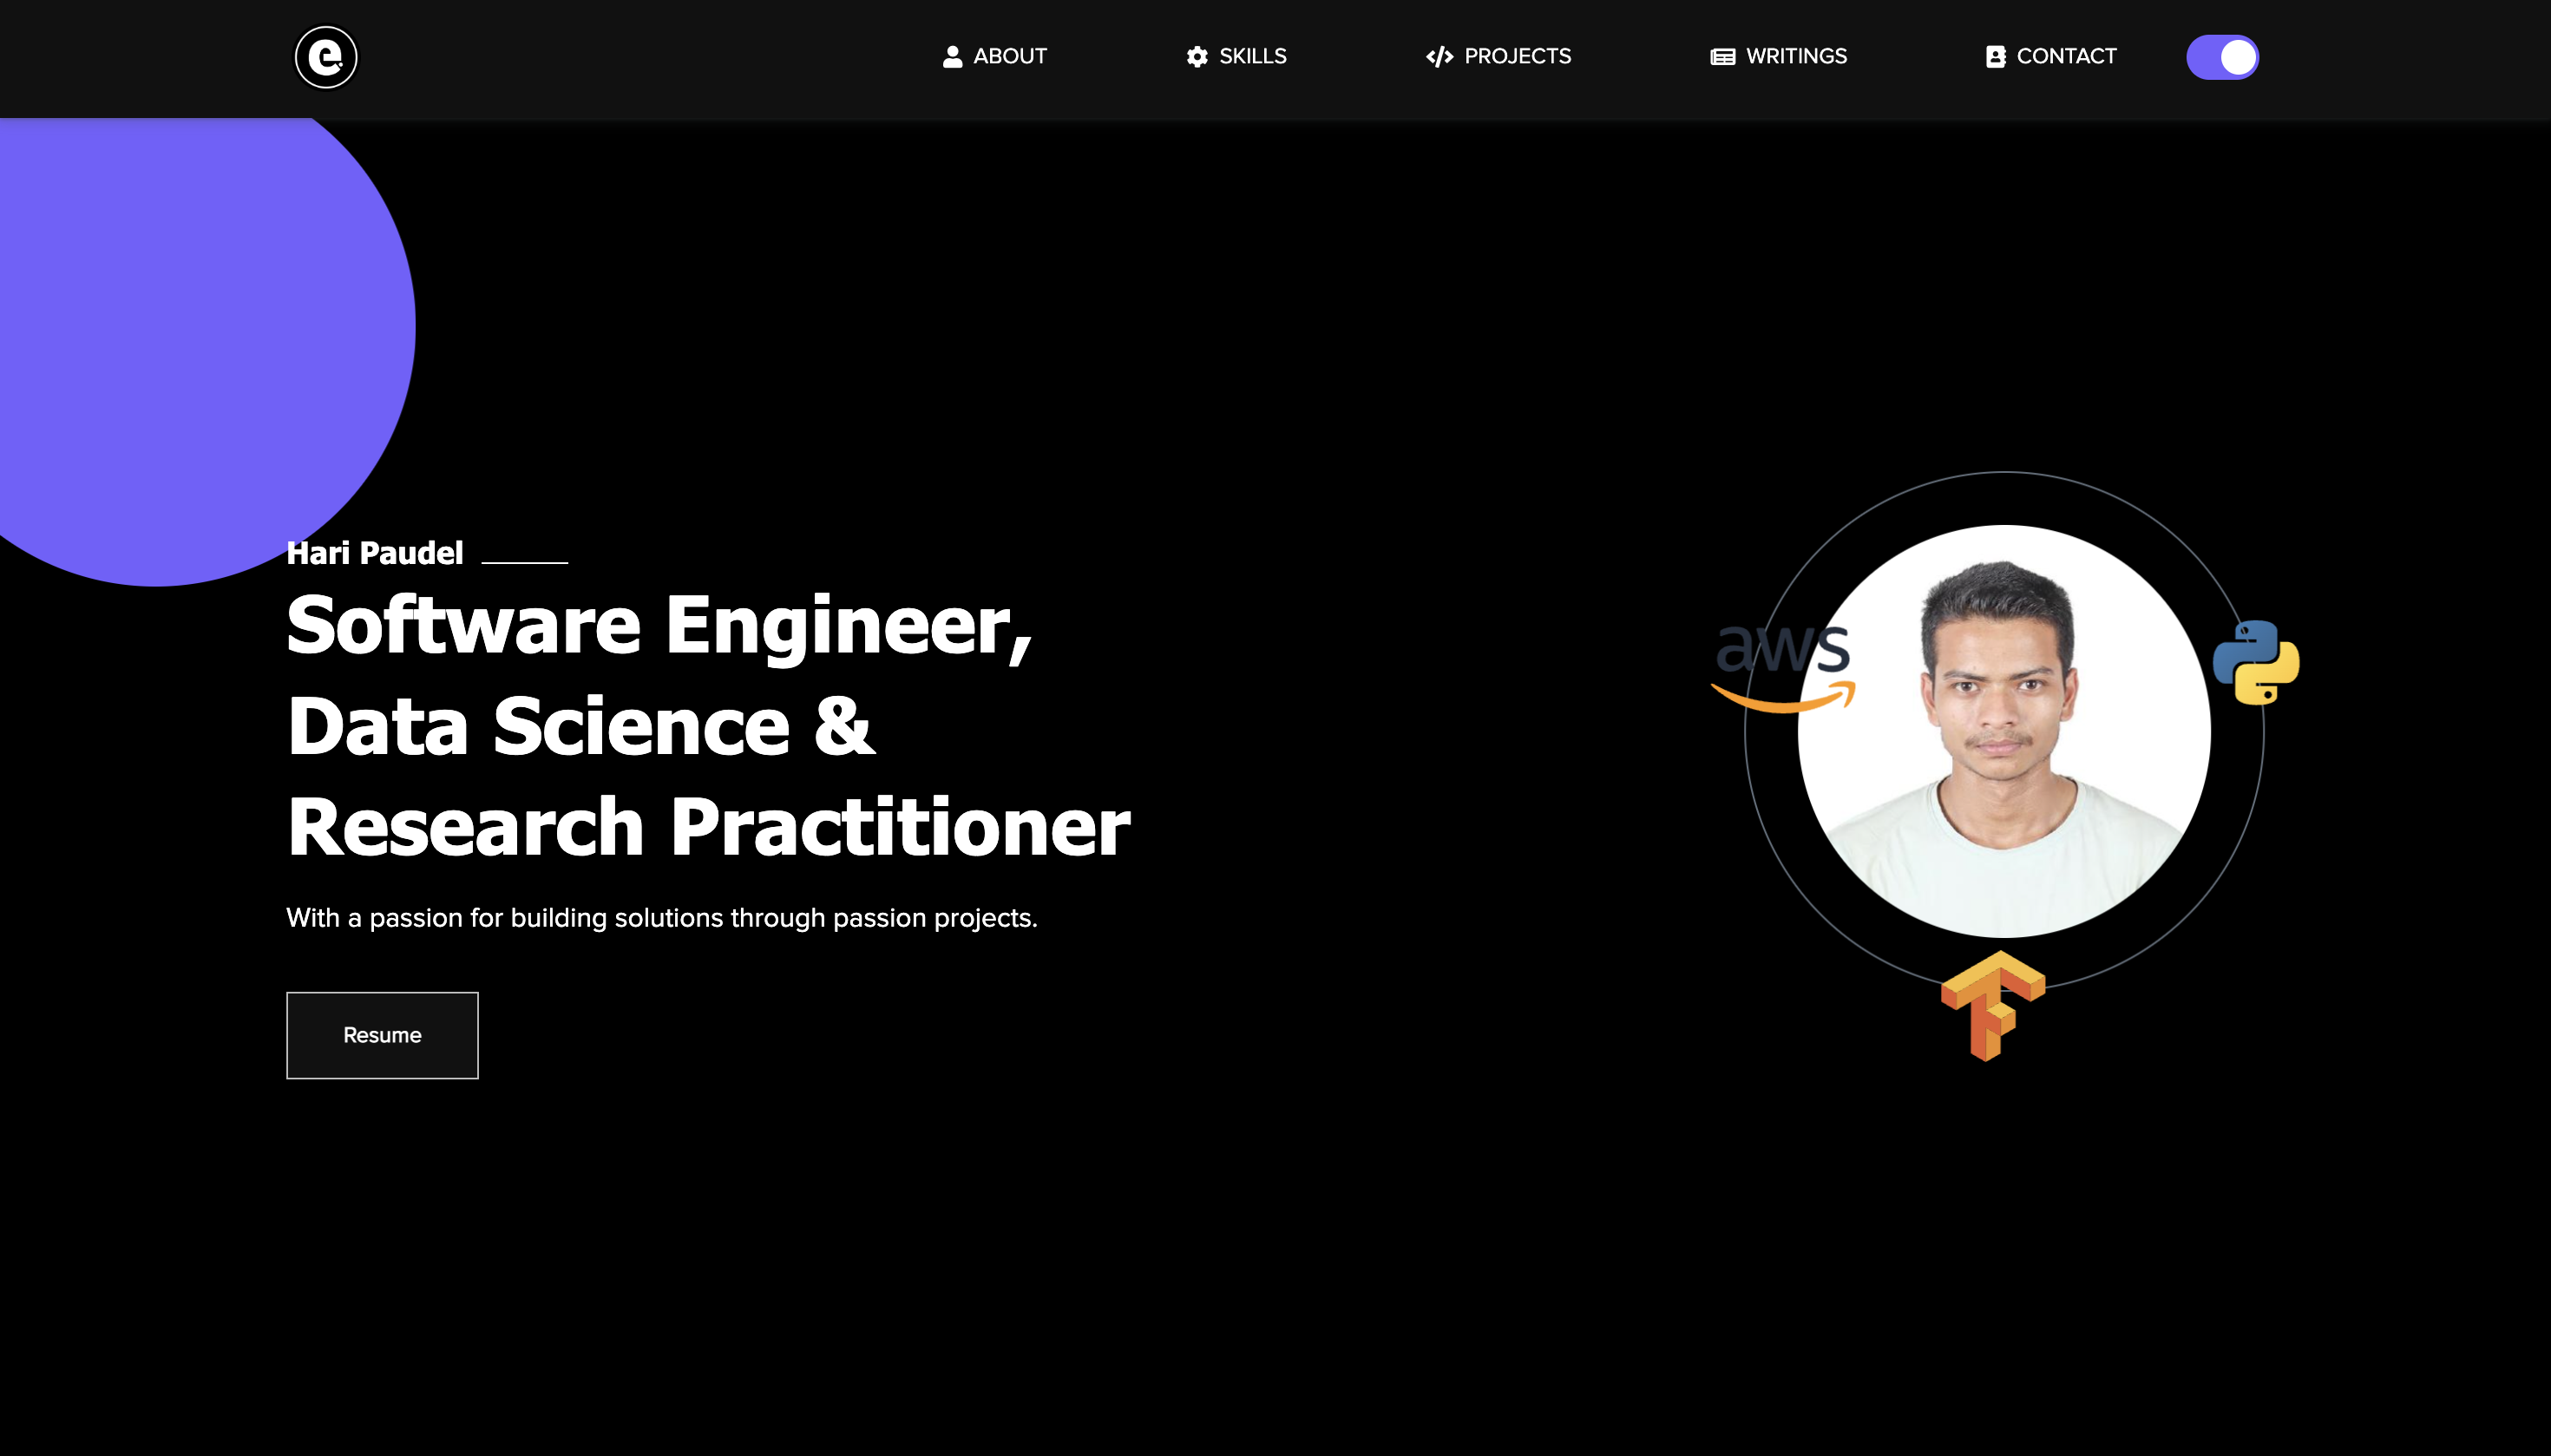 e
ABOUT
SKILLS
PROJECTS
WRITINGS
CONTACT
Hari Paudel
Software Engineer,
Data Science &
Research Practitioner
With a passion for building solutions through passion projects.
Resume
aws